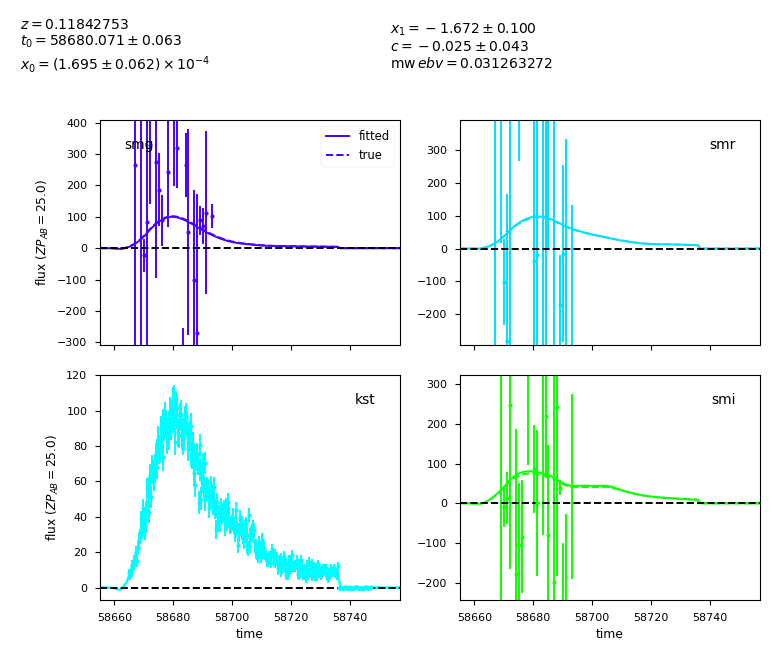 z = 0.11842753
t₀ = 58680.071 ± 0.063
x₀ = (1.695 ± 0.062) × 10⁻⁴
x₁ = −1.672 ± 0.100
c = −0.025 ± 0.043
mw ebv = 0.031263272
smg
fitted
true
400
300
200
100
0
−100
−200
−300
flux (ZP_AB = 25.0)
smr
300
200
100
0
−100
−200
kst
120
100
80
60
40
20
0
flux (ZP_AB = 25.0)
58660 58680 58700 58720 58740
time
smi
300
200
100
0
−100
−200
58660 58680 58700 58720 58740
time